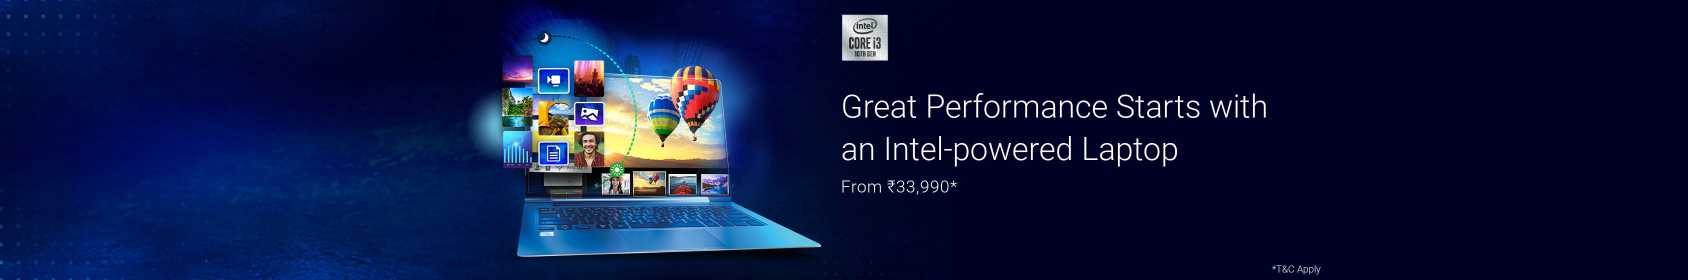 intel
CORE i3
10TH GEN
Great Performance Starts with
an Intel-powered Laptop
From ₹33,990*
*T&C Apply